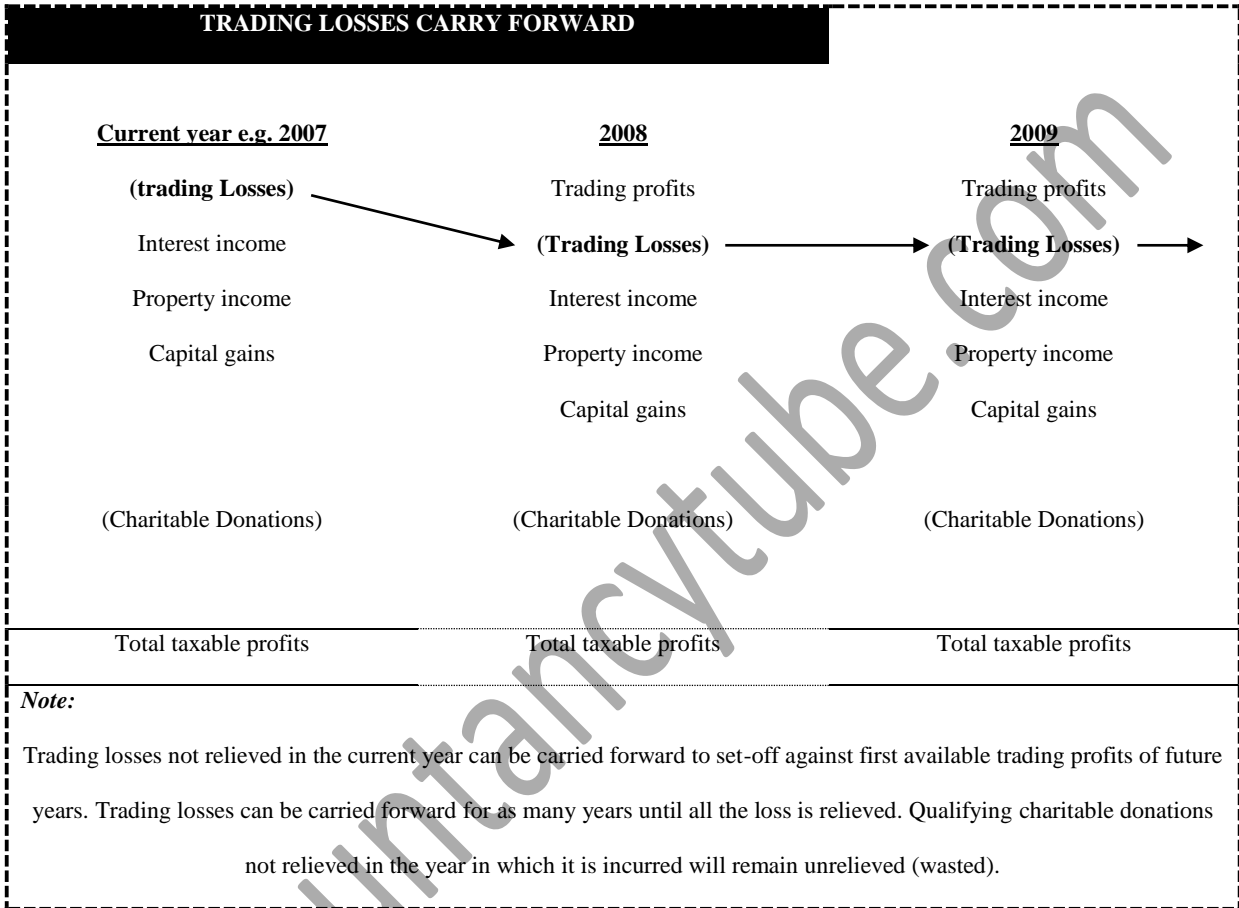 TRADING LOSSES CARRY FORWARD
Current year e.g. 2007 2008 2009
(trading Losses) Trading profits Trading profits
Interest income (Trading Losses) (Trading Losses)
Property income Interest income Interest income
Capital gains Property income Property income
Capital gains Capital gains
(Charitable Donations) (Charitable Donations) (Charitable Donations)
Total taxable profits Total taxable profits Total taxable profits
Note:
Trading losses not relieved in the current year can be carried forward to set-off against first available trading profits of future
years. Trading losses can be carried forward for as many years until all the loss is relieved. Qualifying charitable donations
not relieved in the year in which it is incurred will remain unrelieved (wasted).
untancytube.com